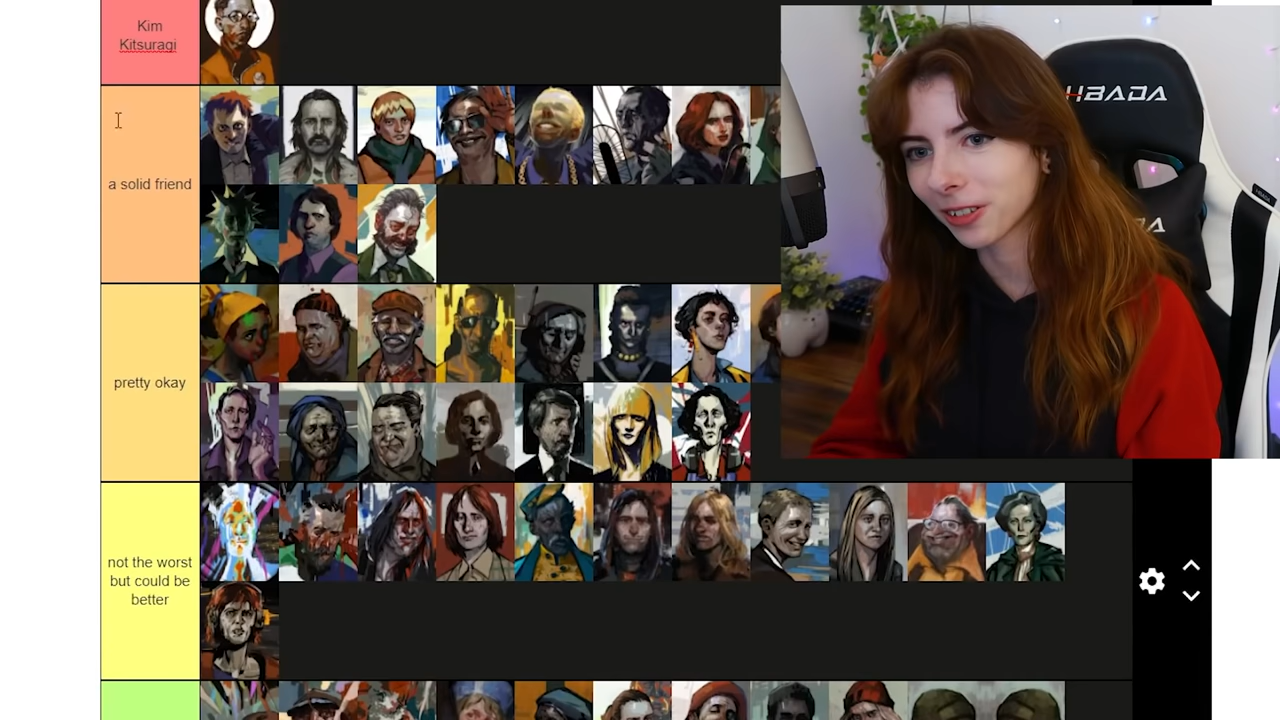 Kim
Kitsuragi
HBADA
a solid friend
pretty okay
not the worst
but could be
better